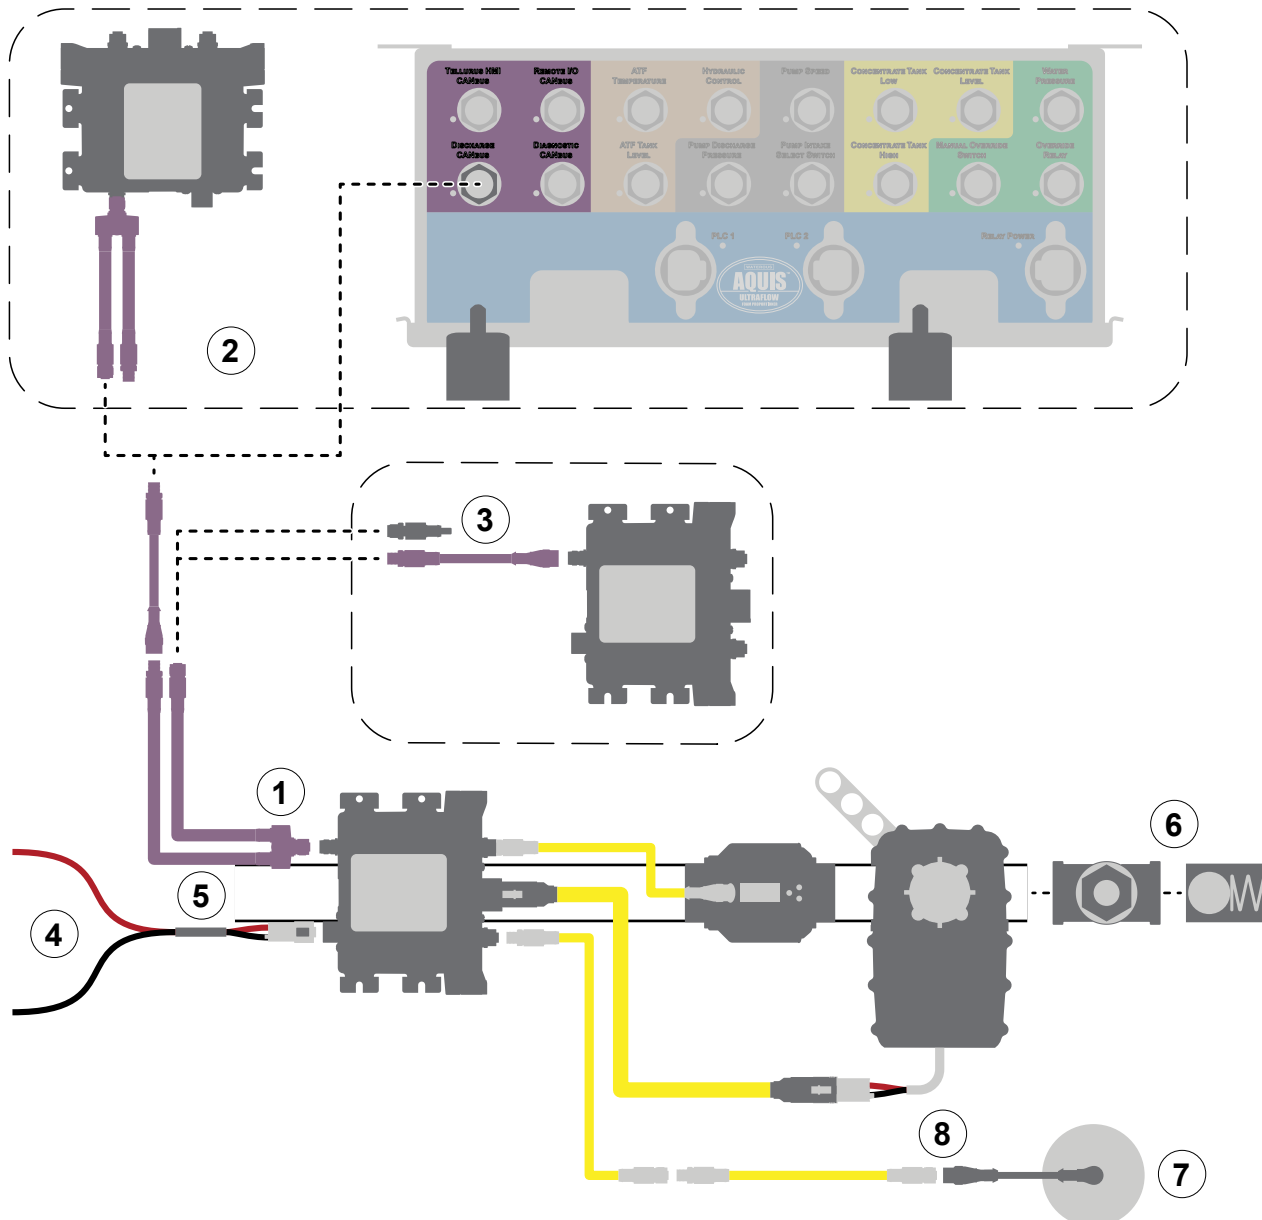 TELLURUS HMI CANBUS
REMOTE I/O CANBUS
ATF TEMPERATURE
HYDRAULIC CONTROL
PUMP SPEED
CONCENTRATE TANK LOW
CONCENTRATE TANK LEVEL
WATER PRESSURE
DISCHARGE CANBUS
DIAGNOSTIC CANBUS
ATF TANK LEVEL
PUMP DISCHARGE PRESSURE
PUMP INTAKE SELECT SWITCH
CONCENTRATE TANK HIGH
MANUAL OVERRIDE SWITCH
OVERRIDE RELAY
PLC 1
PLC 2
RELAY POWER
AQUIS
ULTRAFLOW
2
3
1
6
5
4
8
7